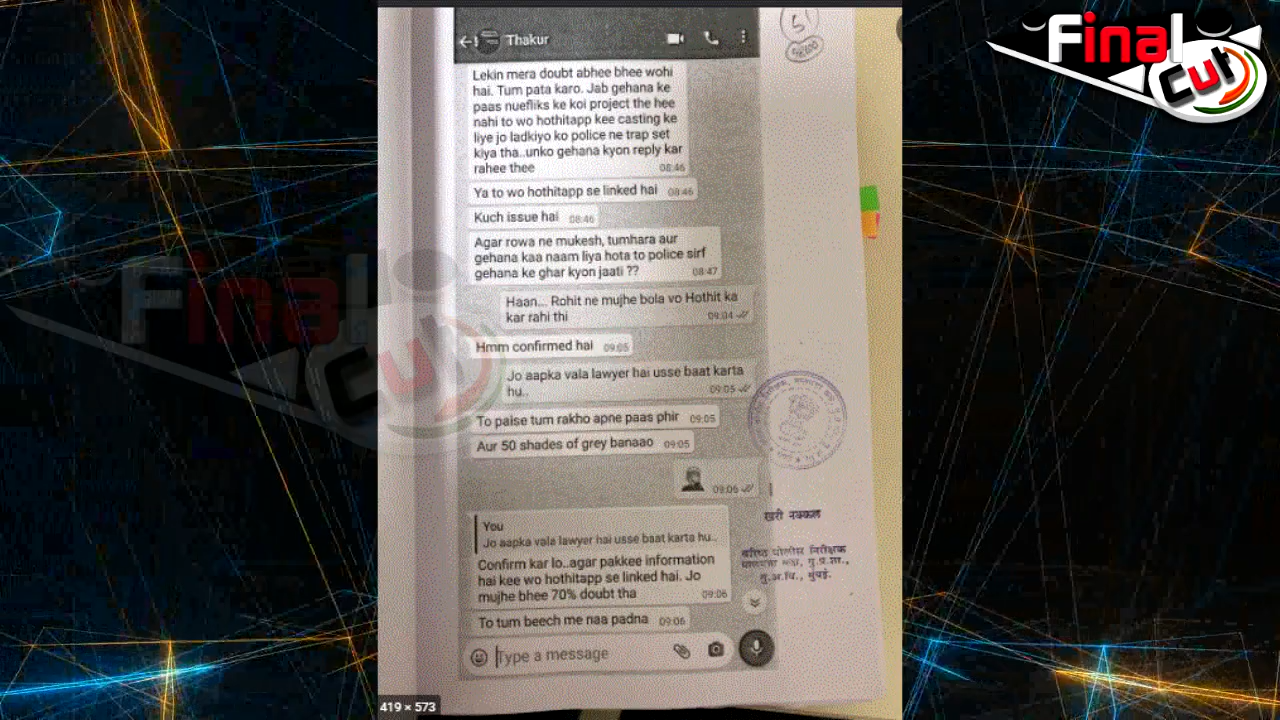 Final
Cut
51
Thakur
Lekin mera doubt abhee bhee wohi
hai. Tum pata karo. Jab gehana ke
paas nuefliks ke koi project the hee
nahi to wo hothitapp kee casting ke
liye jo ladkiyo ko police ne trap set
kiya tha..unko gehana kyon reply kar
rahee thee
08:46
Ya to wo hothitapp se linked hai 08:46
Kuch issue hai 08:46
Agar rowa ne mukesh, tumhara aur
gehana kaa naam liya hota to police sirf
gehana ke ghar kyon jaati ?? 08:47
Haan... Rohit ne mujhe bola vo Hothit ka
kar rahi thi 09:04
Hmm confirmed hai 09:05
Final
Cut
Jo aapka vala lawyer hai usse baat karta
hu.. 09:05
To paise tum rakho apne paas phir 09:05
Aur 50 shades of grey banaao 09:05
09:06
खरी नक्कल
You
Jo aapka vala lawyer hai usse baat karta hu..
Confirm kar lo..agar pakkee information
hai kee wo hothitapp se linked hai. Jo
mujhe bhee 70% doubt tha 09:06
वरिष्ठ पोलीस निरीक्षक
मालमत्ता कक्ष, गु.प्र.शा.,
गु.अ.वि., मुंबई.
To tum beech me naa padna 09:06
Type a message
419 × 573